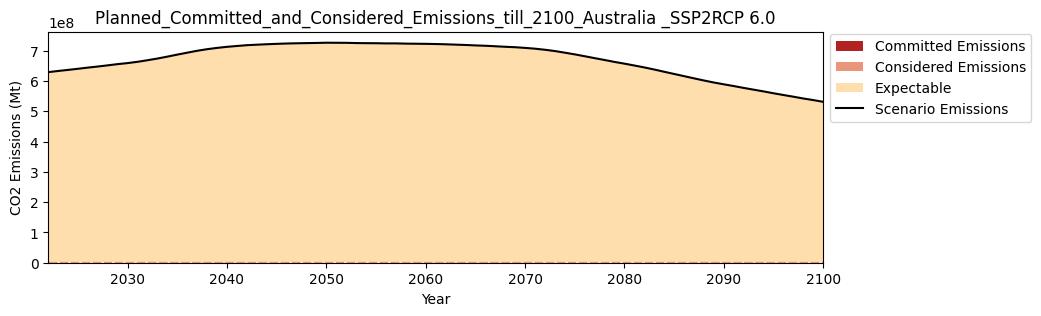 Planned_Committed_and_Considered_Emissions_till_2100_Australia _SSP2RCP 6.0
1e8
7
6
5
4
3
2
1
0
CO2 Emissions (Mt)
2030 2040 2050 2060 2070 2080 2090 2100
Year
Committed Emissions
Considered Emissions
Expectable
Scenario Emissions